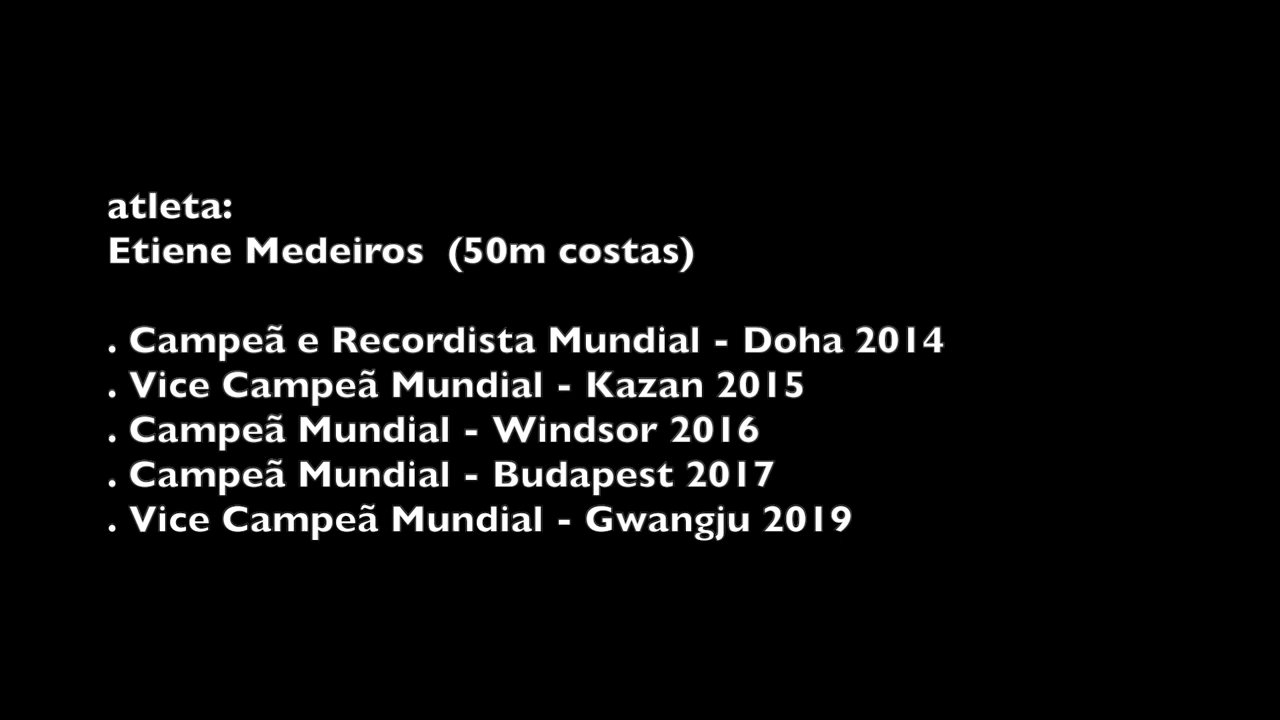 atleta:
Etiene Medeiros (50m costas)
. Campeã e Recordista Mundial - Doha 2014
. Vice Campeã Mundial - Kazan 2015
. Campeã Mundial - Windsor 2016
. Campeã Mundial - Budapest 2017
. Vice Campeã Mundial - Gwangju 2019